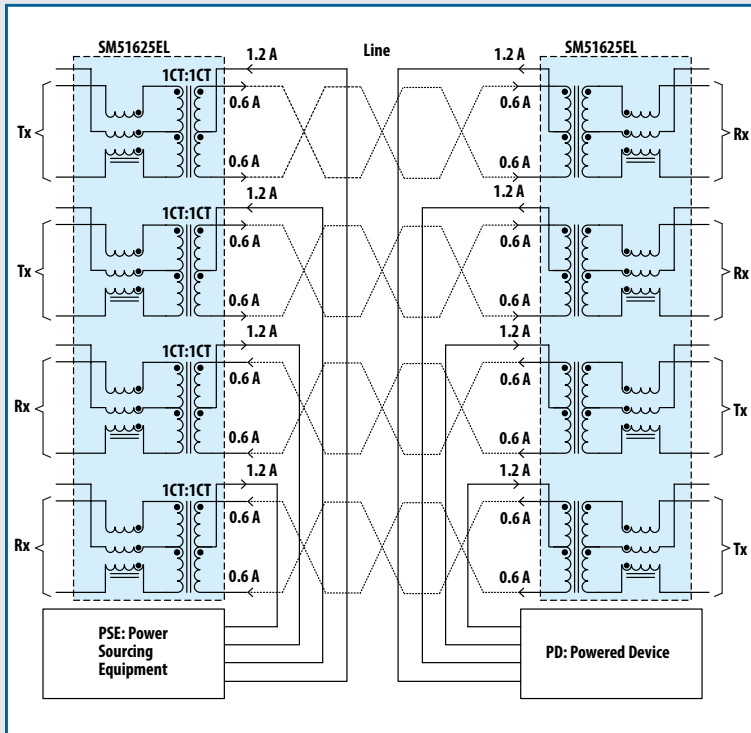 SM51625EL
1.2 A
Line
1.2 A
SM51625EL
1CT:1CT
0.6 A
0.6 A
Tx
Rx
0.6 A
0.6 A
1.2 A
1.2 A
1CT:1CT
0.6 A
0.6 A
Tx
Rx
0.6 A
0.6 A
1.2 A
1.2 A
1CT:1CT
0.6 A
0.6 A
Rx
Tx
0.6 A
0.6 A
1.2 A
1.2 A
1CT:1CT
0.6 A
0.6 A
Rx
Tx
0.6 A
0.6 A
PSE: Power
Sourcing
Equipment
PD: Powered Device